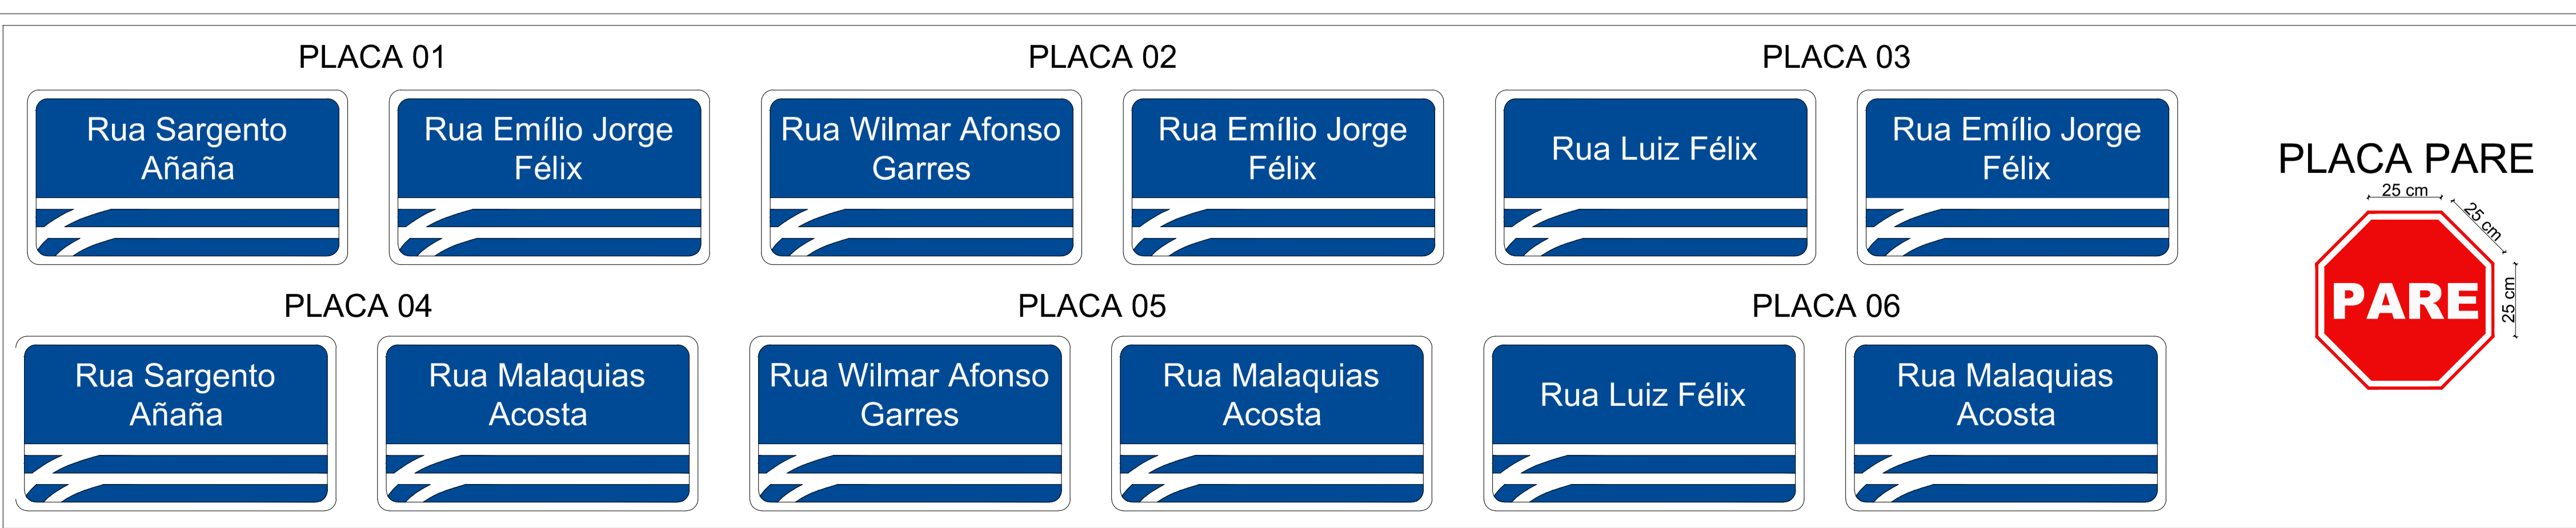 PLACA 01
Rua Sargento
Añaña
Rua Emílio Jorge
Félix
PLACA 02
Rua Wilmar Afonso
Garres
Rua Emílio Jorge
Félix
PLACA 03
Rua Luiz Félix
Rua Emílio Jorge
Félix
PLACA PARE
25 cm
25 cm
25 cm
PARE
PLACA 04
Rua Sargento
Añaña
Rua Malaquias
Acosta
PLACA 05
Rua Wilmar Afonso
Garres
Rua Malaquias
Acosta
PLACA 06
Rua Luiz Félix
Rua Malaquias
Acosta